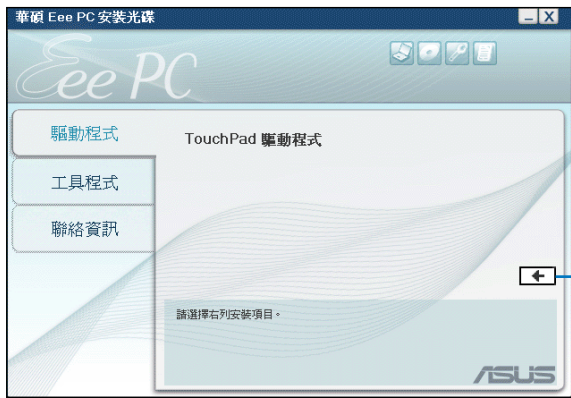 華碩 Eee PC 安裝光碟
Eee PC
驅動程式
TouchPad 驅動程式
工具程式
聯絡資訊
請選擇右列安裝項目。
ASUS